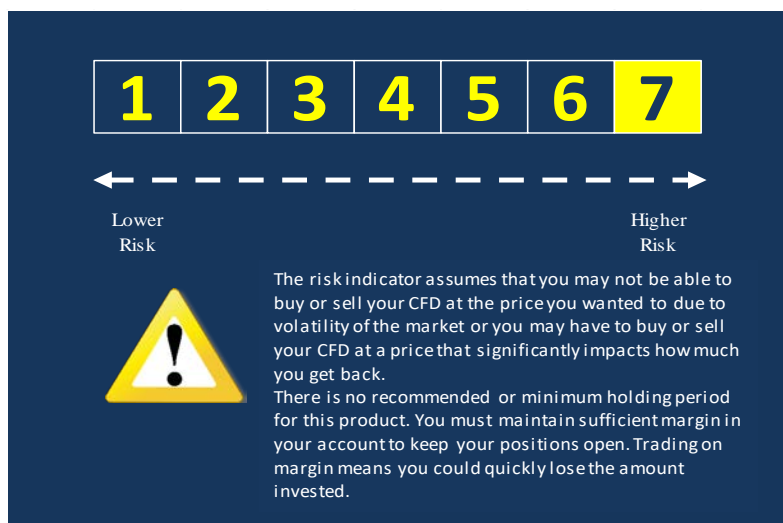 1 2 3 4 5 6 7
Lower Higher
Risk Risk
The risk indicator assumes that you may not be able to
buy or sell your CFD at the price you wanted to due to
volatility of the market or you may have to buy or sell
your CFD at a price that significantly impacts how much
you get back.
There is no recommended or minimum holding period
for this product. You must maintain sufficient margin in
your account to keep your positions open. Trading on
margin means you could quickly lose the amount
invested.